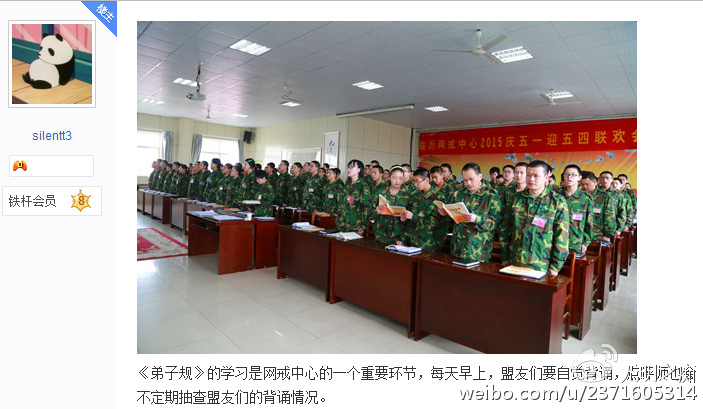 楼主
silentt3
铁杆会员 8
临沂网戒中心2015庆五一迎五四联欢会
《弟子规》的学习是网戒中心的一个重要环节，每天早上，盟友们要自觉背诵，
不定期抽查盟友们的背诵情况。
weibo.com/u/2371605314